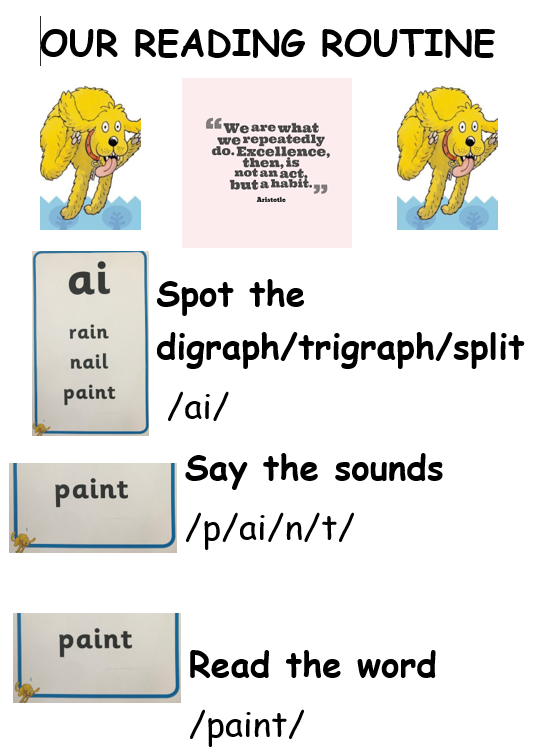 OUR READING ROUTINE
“We are what
we repeatedly
do. Excellence,
then, is
not an act,
but a habit.”
Aristotle
ai
rain
nail
paint
Spot the
digraph/trigraph/split
/ai/
paint
Say the sounds
/p/ai/n/t/
paint
Read the word
/paint/